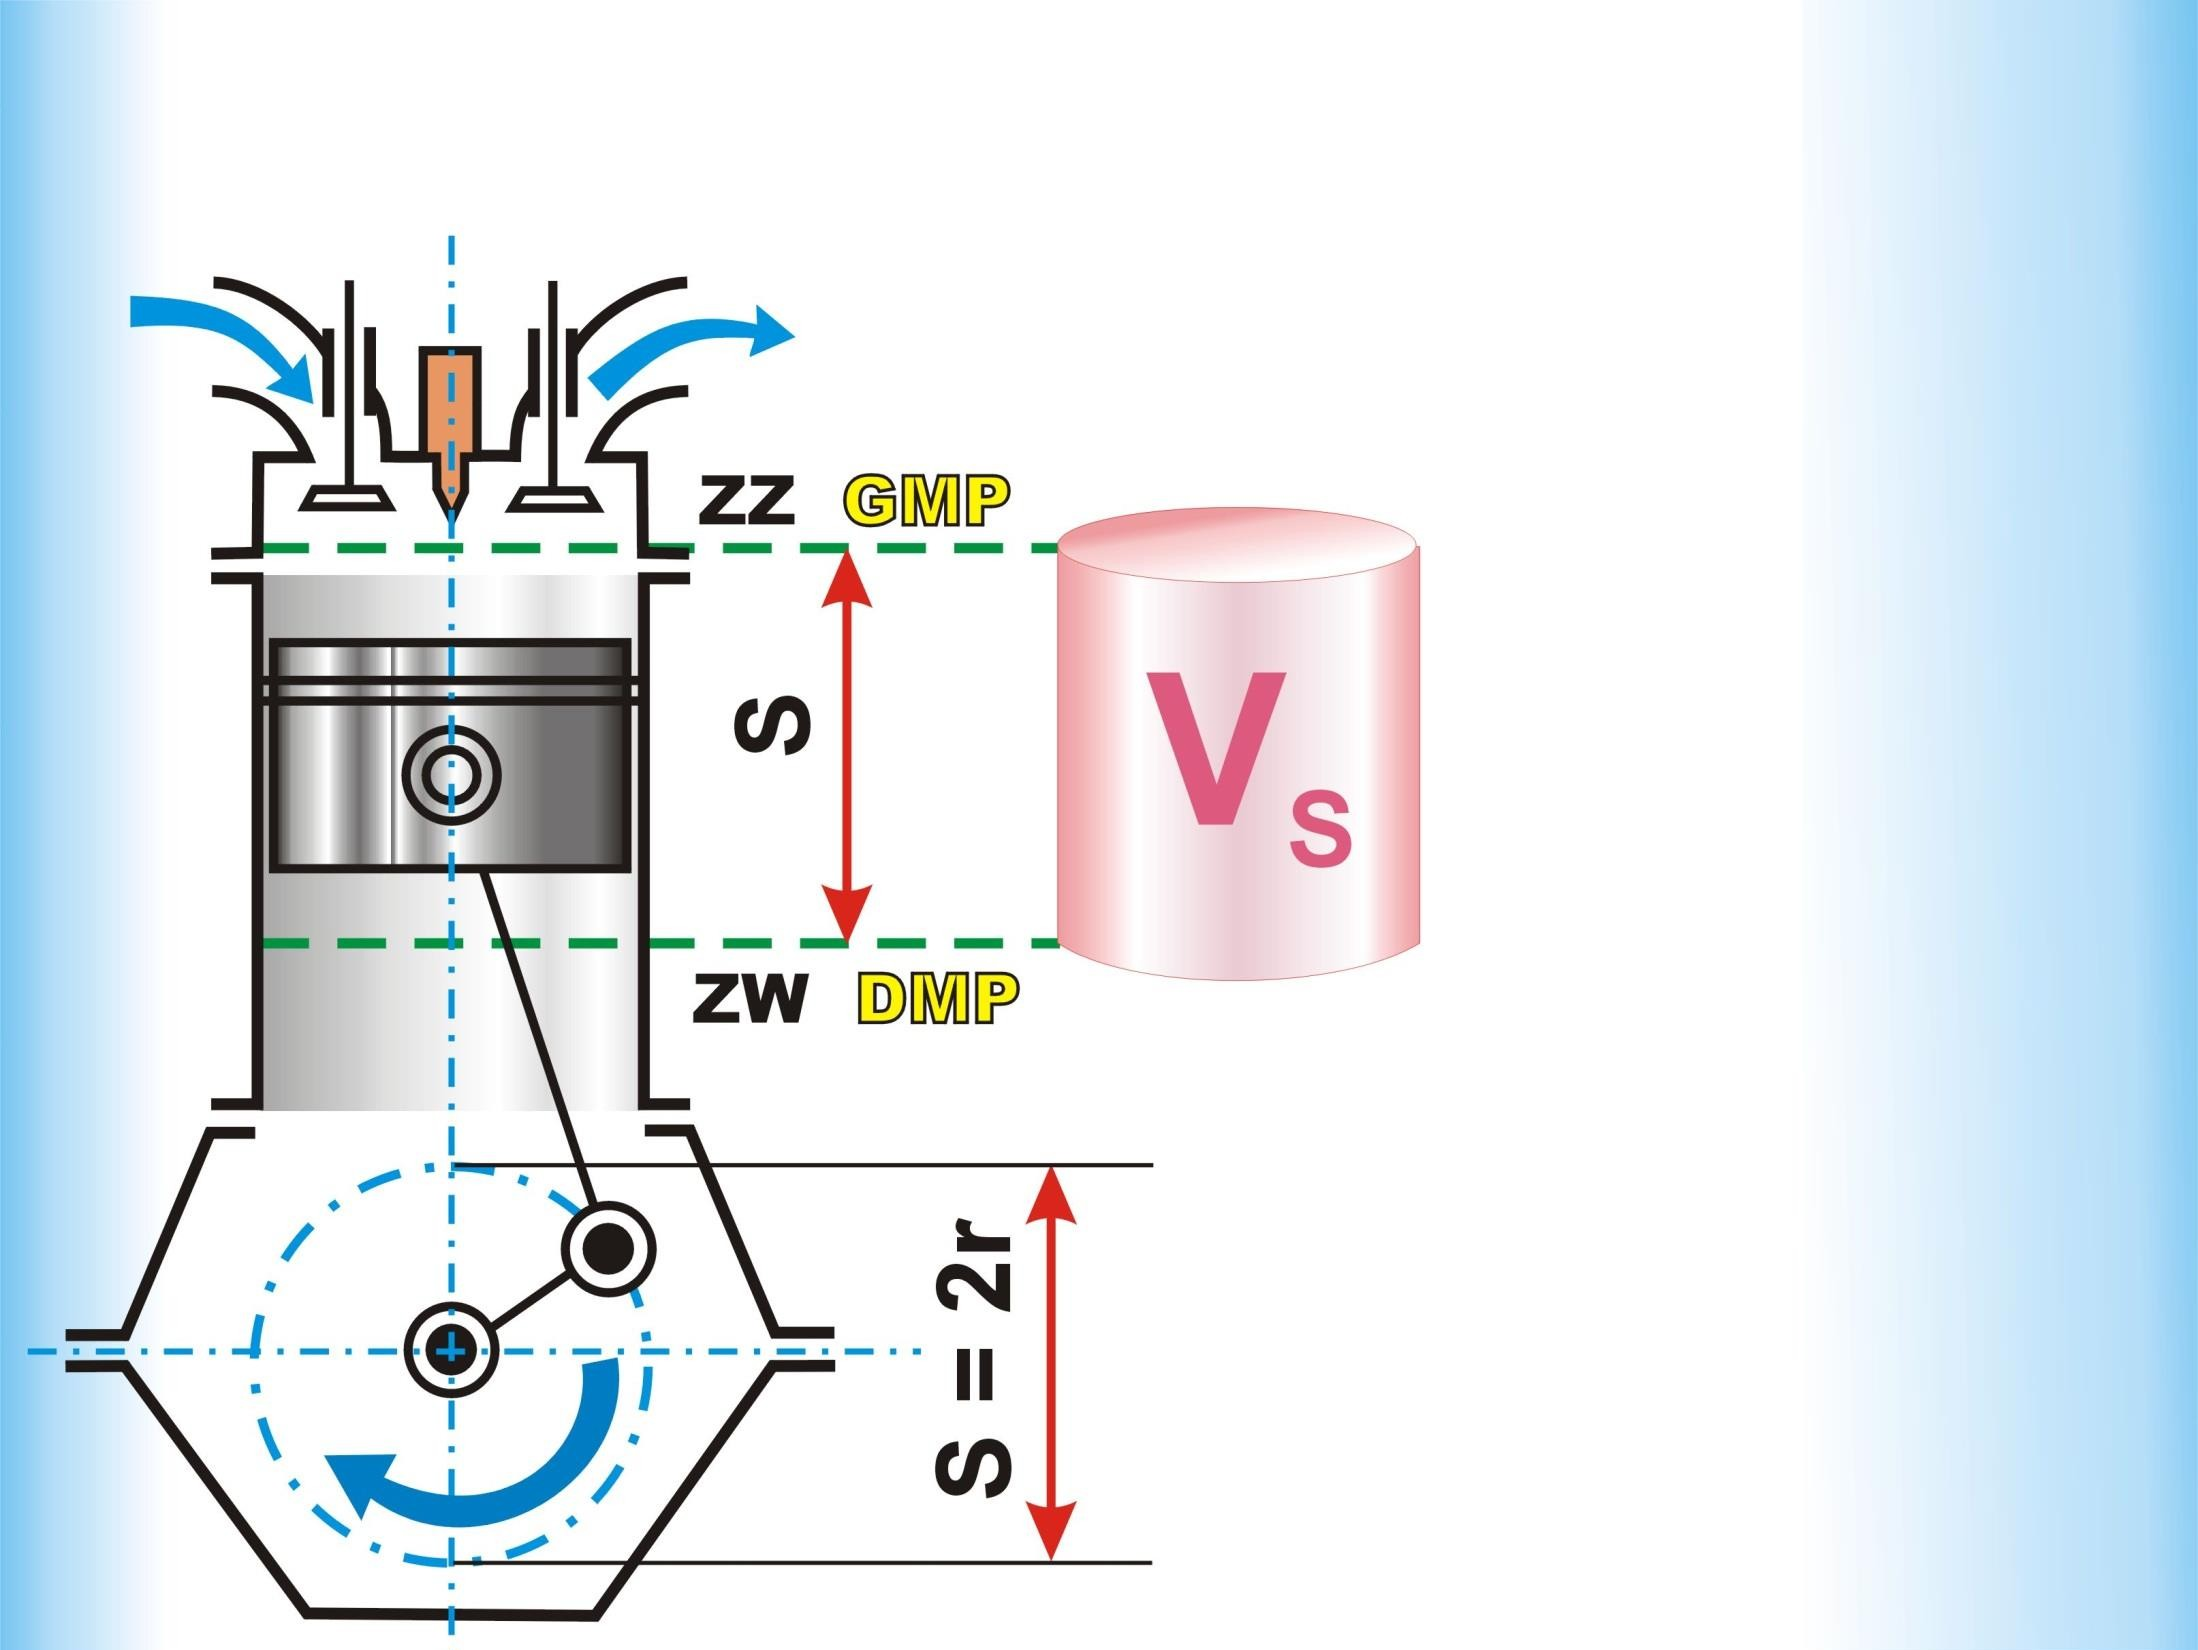 ZZ GMP
S
VS
ZW DMP
S = 2r